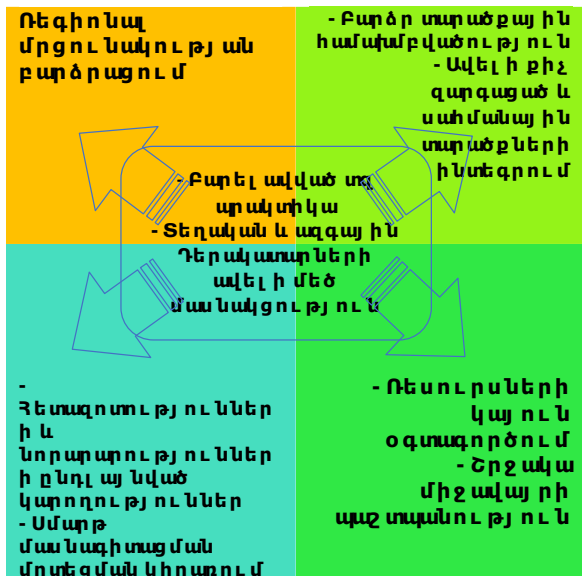 Ռեգիոնալ
մրցունակության
բարձրացում
- Բարձր տարածքային
համախմբվածություն
- Ավելի քիչ
զարգացած և
սահմանային
տարածքների
ինտեգրում
- Բարելավված տղ
պրակտիկա
- Տեղական և ազգային
Դերակատարների
ավելի մեծ
մասնակցություն
-
Հետազոտություններ
ի և
նորարարություններ
ի ընդլայնված
կարողություններ
- Սմարթ
մասնագիտացման
մոտեցման կիրառում
- Ռեսուրսների
կայուն
օգտագործում
- Շրջակա
միջավայրի
պաշտպանություն